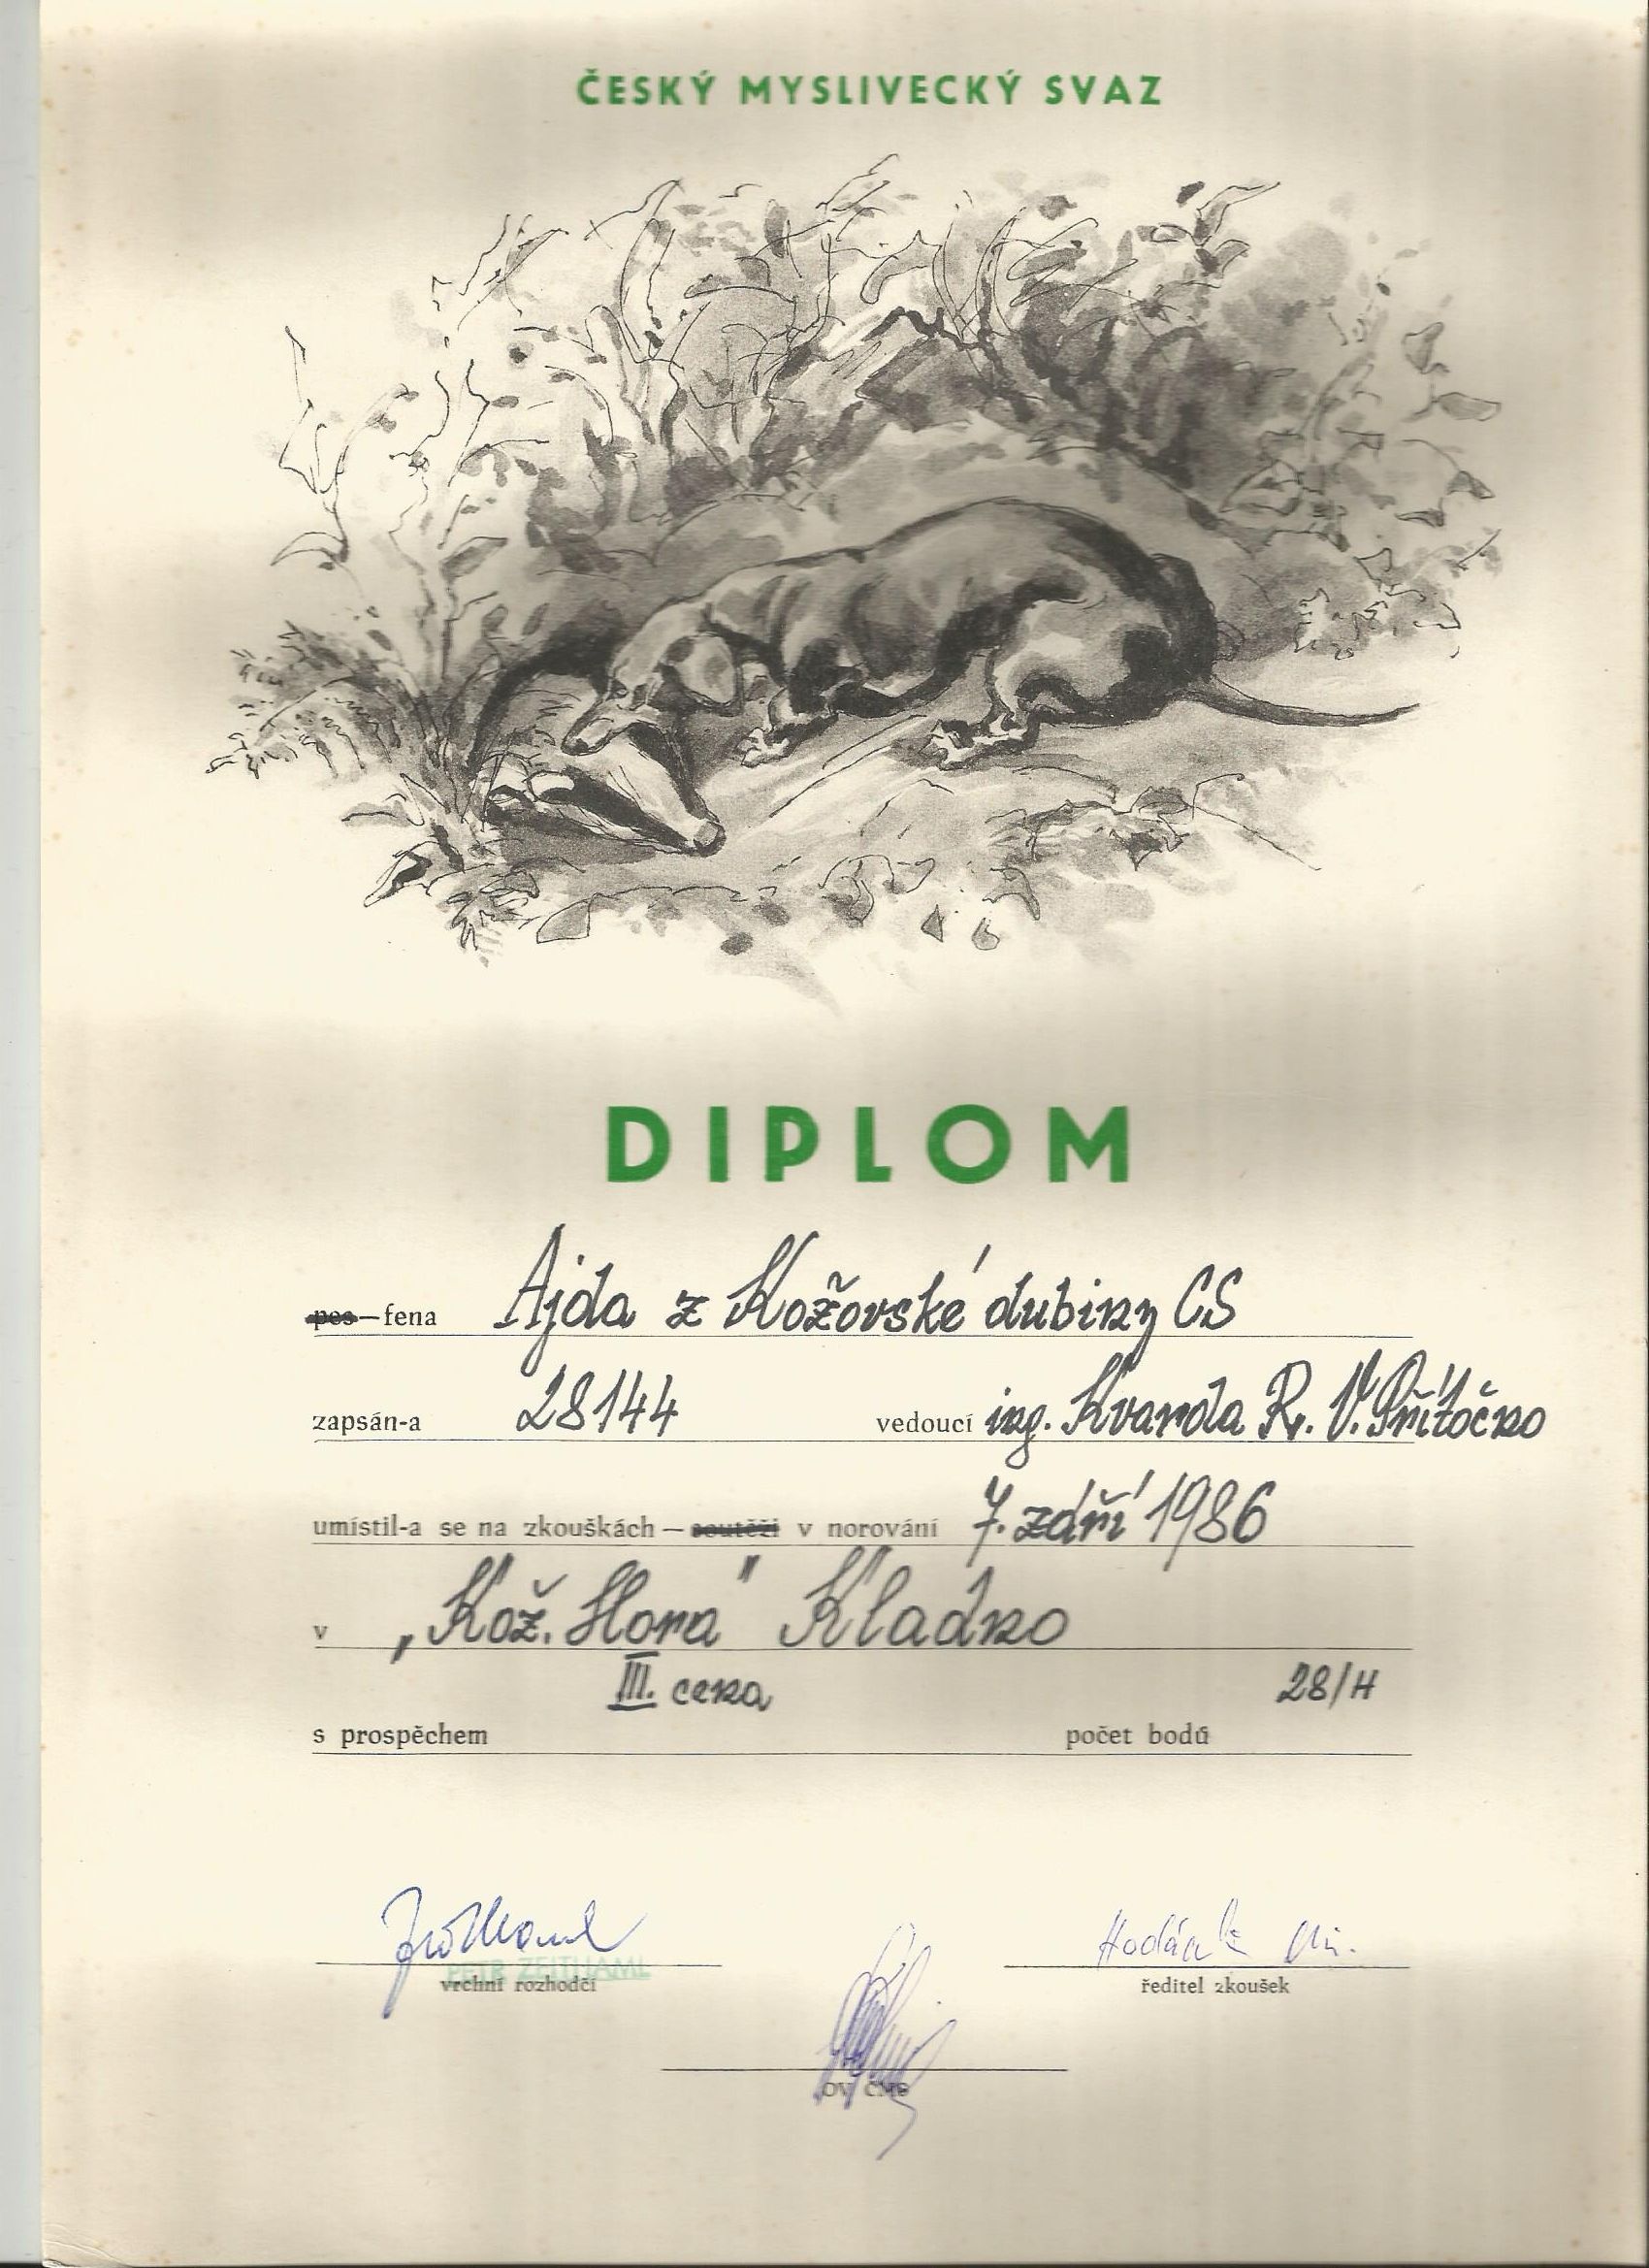 ČESKÝ MYSLIVECKÝ SVAZ
DIPLOM
pes – fena Ajda z Kožovské dubiny CS
zapsán-a 28144 vedoucí ing. Kvarda R. V. Přítočno
umístil-a se na zkouškách – soutěži v norování 7. září 1986
v „Kož. Hora" Kladno
III. cena 28/H
s prospěchem počet bodů
PETR ZEITHAML
vrchní rozhodčí
ředitel zkoušek
OV ČMS